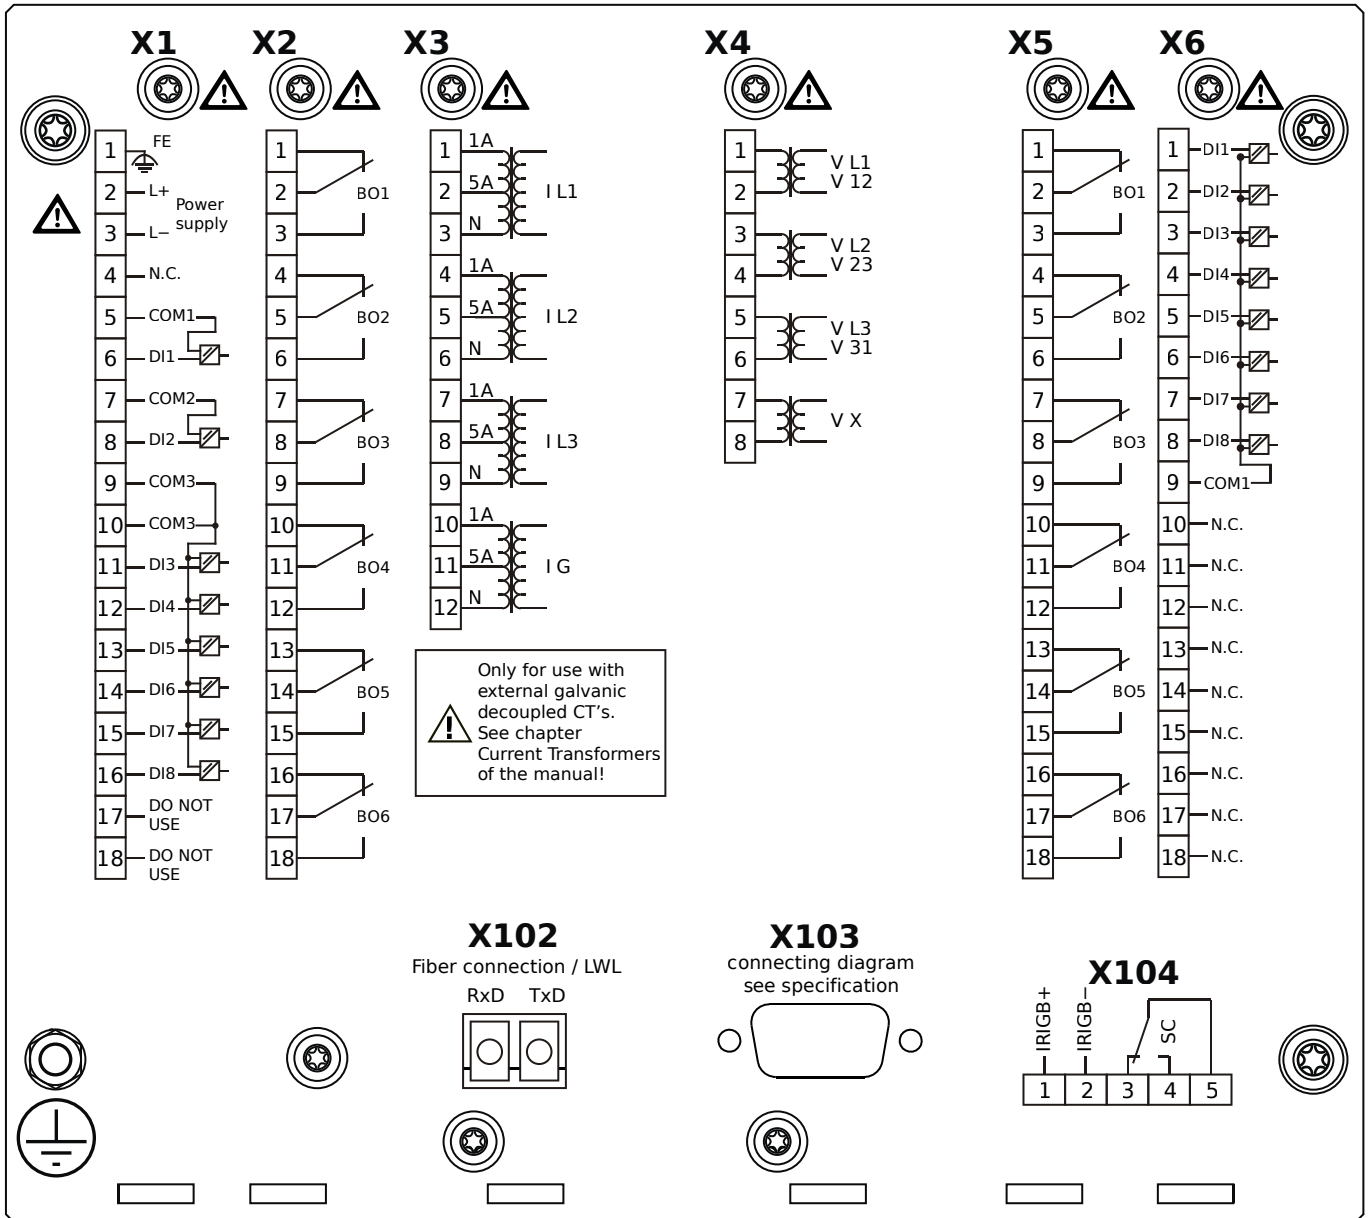 X1
X2
X3
X4
X5
X6
1 FE
2 L+
Power
supply
3 L−
4 N.C.
5 COM1
6 DI1
7 COM2
8 DI2
9 COM3
10 COM3
11 DI3
12 DI4
13 DI5
14 DI6
15 DI7
16 DI8
17 DO NOT
USE
18 DO NOT
USE
1
2 BO1
3
4
5 BO2
6
7
8 BO3
9
10
11 BO4
12
13
14 BO5
15
16
17 BO6
18
1 1A
2 5A I L1
3 N
4 1A
5 5A I L2
6 N
7 1A
8 5A I L3
9 N
10 1A
11 5A I G
12 N
Only for use with
external galvanic
decoupled CT's.
See chapter
Current Transformers
of the manual!
1
V L1
2
V 12
3
V L2
4
V 23
5
V L3
6
V 31
7
V X
8
1
2 BO1
3
4
5 BO2
6
7
8 BO3
9
10
11 BO4
12
13
14 BO5
15
16
17 BO6
18
1 DI1
2 DI2
3 DI3
4 DI4
5 DI5
6 DI6
7 DI7
8 DI8
9 COM1
10 N.C.
11 N.C.
12 N.C.
13 N.C.
14 N.C.
15 N.C.
16 N.C.
17 N.C.
18 N.C.
X102
Fiber connection / LWL
RxD TxD
X103
connecting diagram
see specification
X104
IRIGB+
IRIGB−
SC
1 2 3 4 5